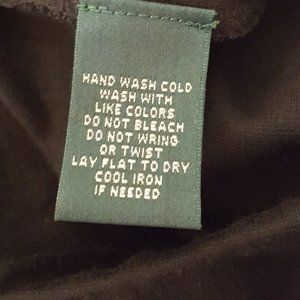 HAND WASH COLD
WASH WITH
LIKE COLORS
DO NOT BLEACH
DO NOT WRING
OR TWIST
LAY FLAT TO DRY
COOL IRON
IF NEEDED